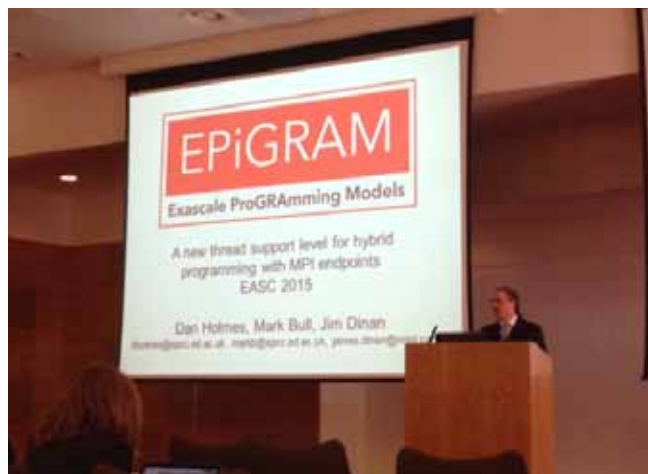 EPiGRAM
Exascale ProGRAmming Models
A new thread support level for hybrid
programming with MPI endpoints
EASC 2015
Dan Holmes, Mark Bull, Jim Dinan